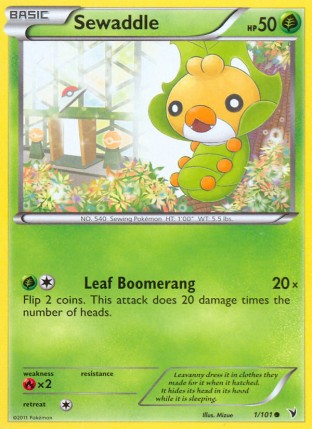 BASIC
Sewaddle HP50
NO. 540 Sewing Pokémon HT: 1'00" WT: 5.5 lbs.
Leaf Boomerang 20×
Flip 2 coins. This attack does 20 damage times the
number of heads.
weakness resistance
×2
retreat
Leavanny dress it in clothes they
made for it when it hatched.
It hides its head in its hood
while it is sleeping.
©2011 Pokémon
Illus. Mizue 1/101